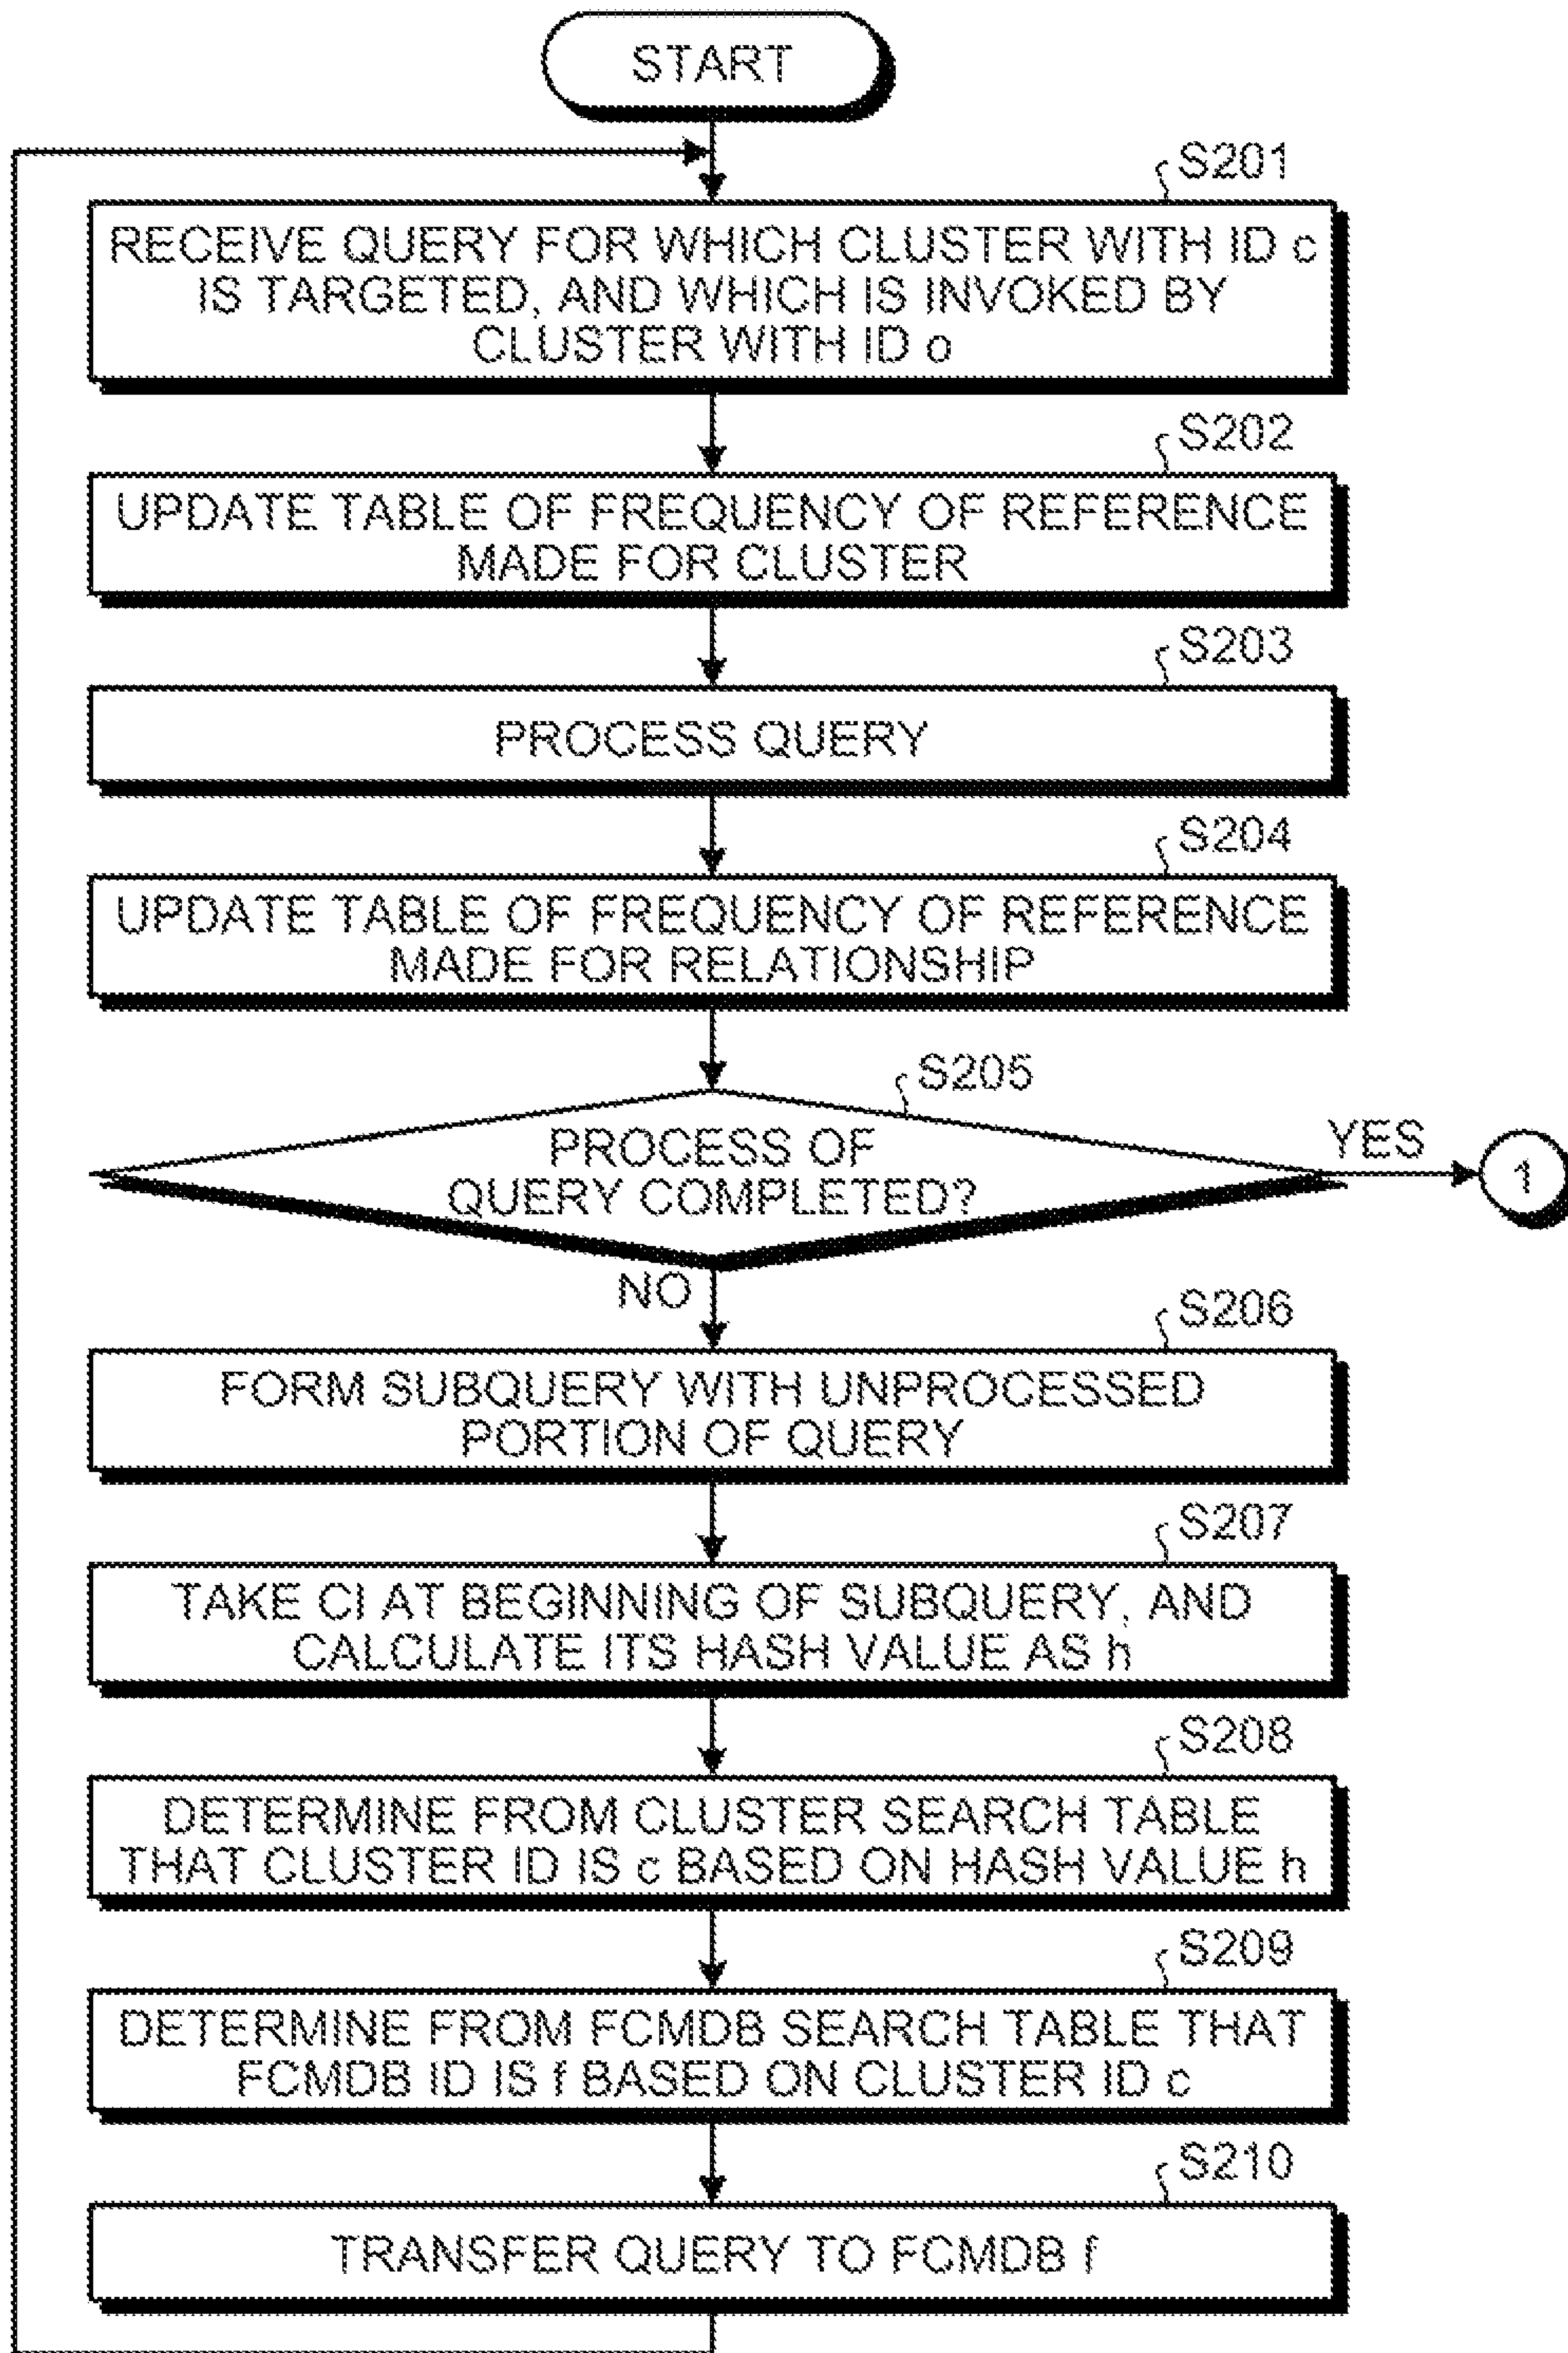 START
S201
RECEIVE QUERY FOR WHICH CLUSTER WITH ID c
IS TARGETED, AND WHICH IS INVOKED BY
CLUSTER WITH ID o
S202
UPDATE TABLE OF FREQUENCY OF REFERENCE
MADE FOR CLUSTER
S203
PROCESS QUERY
S204
UPDATE TABLE OF FREQUENCY OF REFERENCE
MADE FOR RELATIONSHIP
S205
PROCESS OF
QUERY COMPLETED?
YES
1
NO
S206
FORM SUBQUERY WITH UNPROCESSED
PORTION OF QUERY
S207
TAKE CI AT BEGINNING OF SUBQUERY, AND
CALCULATE ITS HASH VALUE AS h
S208
DETERMINE FROM CLUSTER SEARCH TABLE
THAT CLUSTER ID IS c BASED ON HASH VALUE h
S209
DETERMINE FROM FCMDB SEARCH TABLE THAT
FCMDB ID IS f BASED ON CLUSTER ID c
S210
TRANSFER QUERY TO FCMDB f